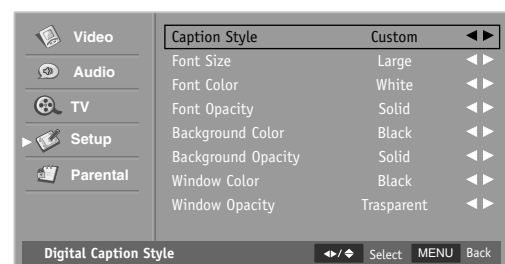 Video
Audio
TV
Setup
Parental
Caption Style Custom
Font Size Large
Font Color White
Font Opacity Solid
Background Color Black
Background Opacity Solid
Window Color Black
Window Opacity Trasparent
Digital Caption Style Select MENU Back